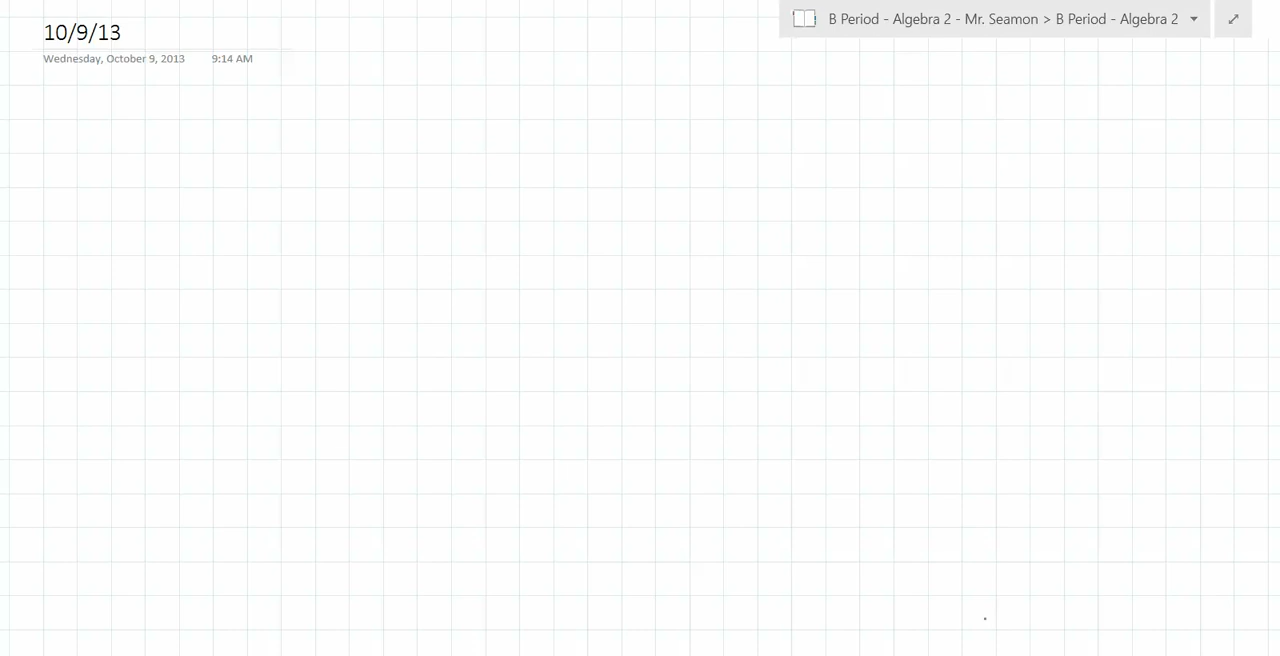 10/9/13
B Period - Algebra 2 - Mr. Seamon > B Period - Algebra 2
Wednesday, October 9, 2013 9:14 AM